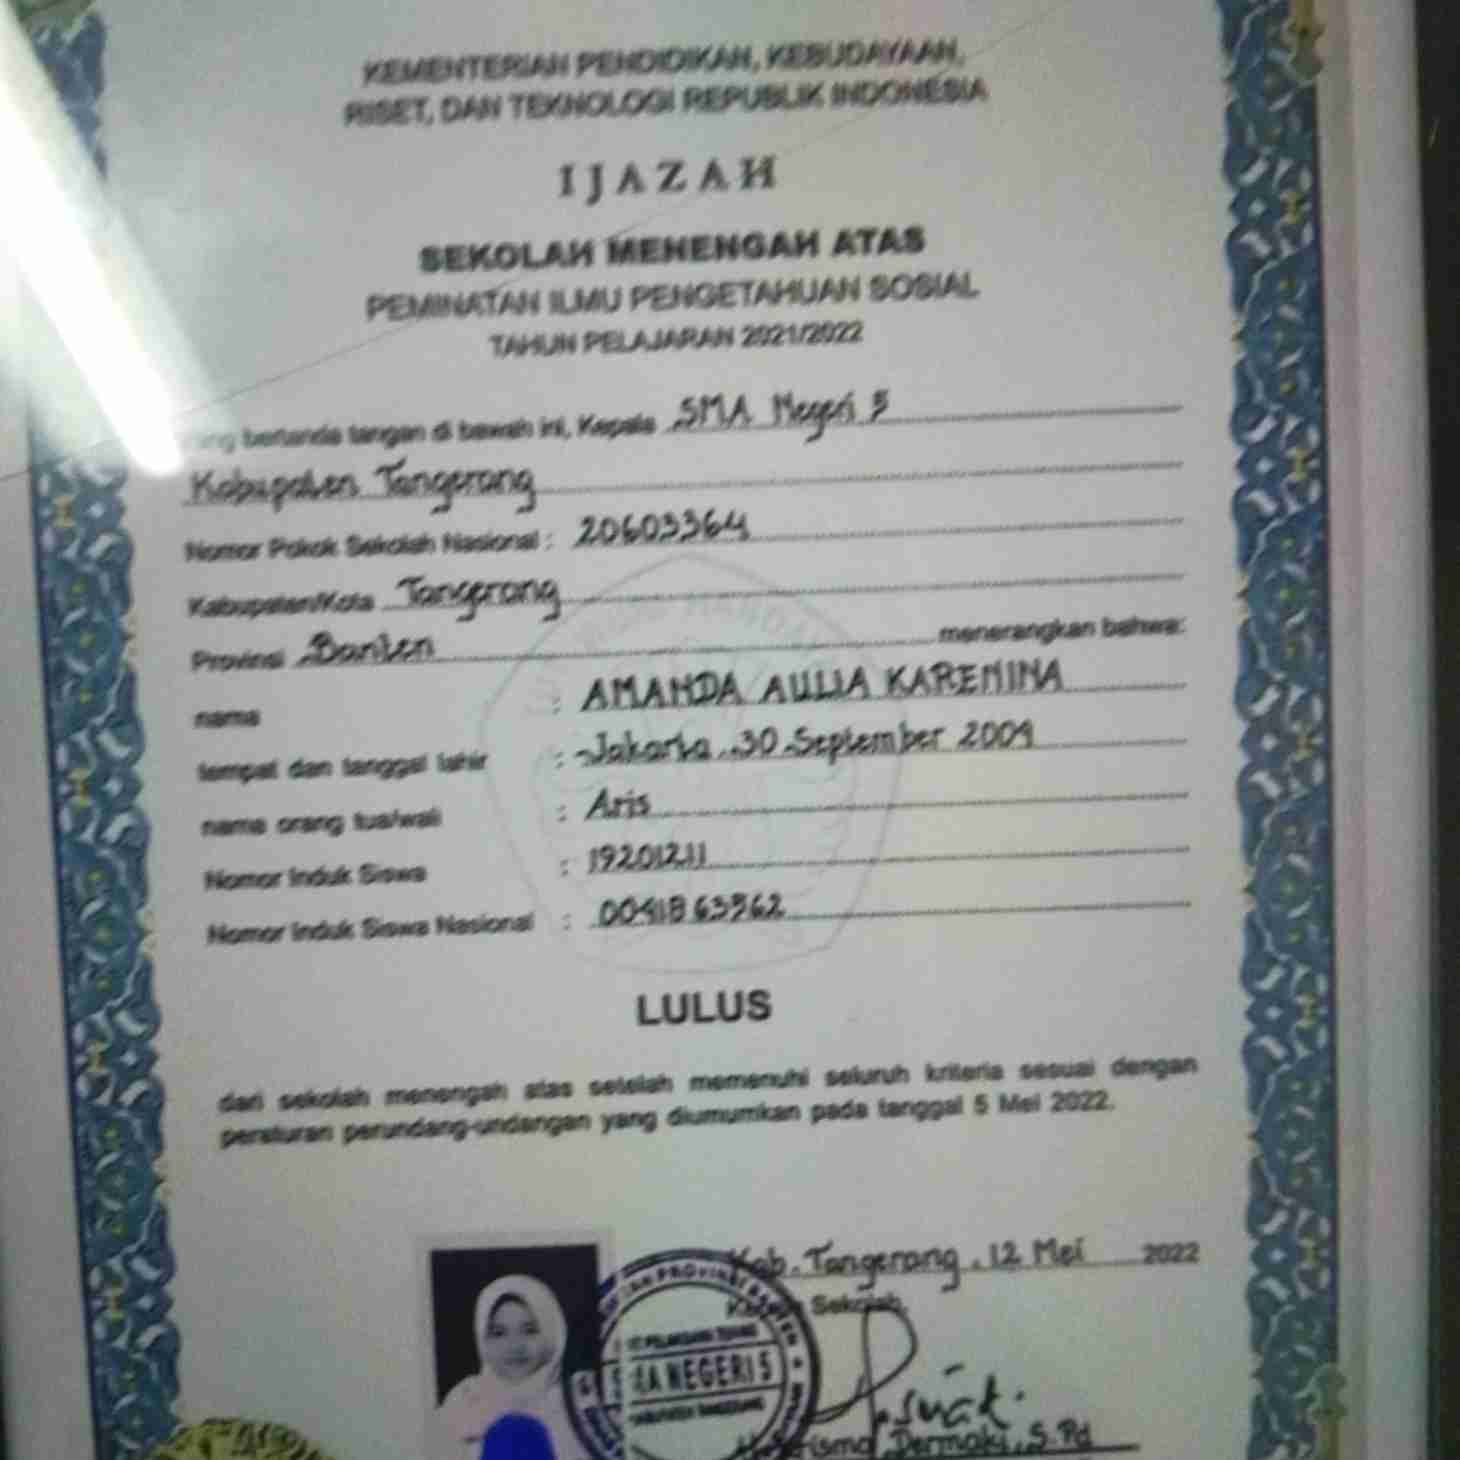 KEMENTERIAN PENDIDIKAN, KEBUDAYAAN,
RISET, DAN TEKNOLOGI REPUBLIK INDONESIA
IJAZAH
SEKOLAH MENENGAH ATAS
PEMINATAN ILMU PENGETAHUAN SOSIAL
TAHUN PELAJARAN 2021/2022
bertanda tangan di bawah ini, Kepala SMA Negeri 5
Kabupaten Tangerang
Nomor Pokok Sekolah Nasional : 20603364
Kabupaten/Kota Tangerang
Provinsi Banten menerangkan bahwa:
nama : AMANDA AULIA KARENINA
tempat dan tanggal lahir : Jakarta, 30 September 2004
nama orang tua/wali : Aris
Nomor Induk Siswa : 19201211
Nomor Induk Siswa Nasional :
LULUS
dari sekolah menengah atas setelah memenuhi seluruh kriteria sesuai dengan
peraturan perundang-undangan yang diumumkan pada tanggal 5 Mei 2022.
Kab. Tangerang, 12 Mei 2022
Sekolah,
NEGERI 5
KABUPATEN TANGERANG
Dermaki, S.Pd